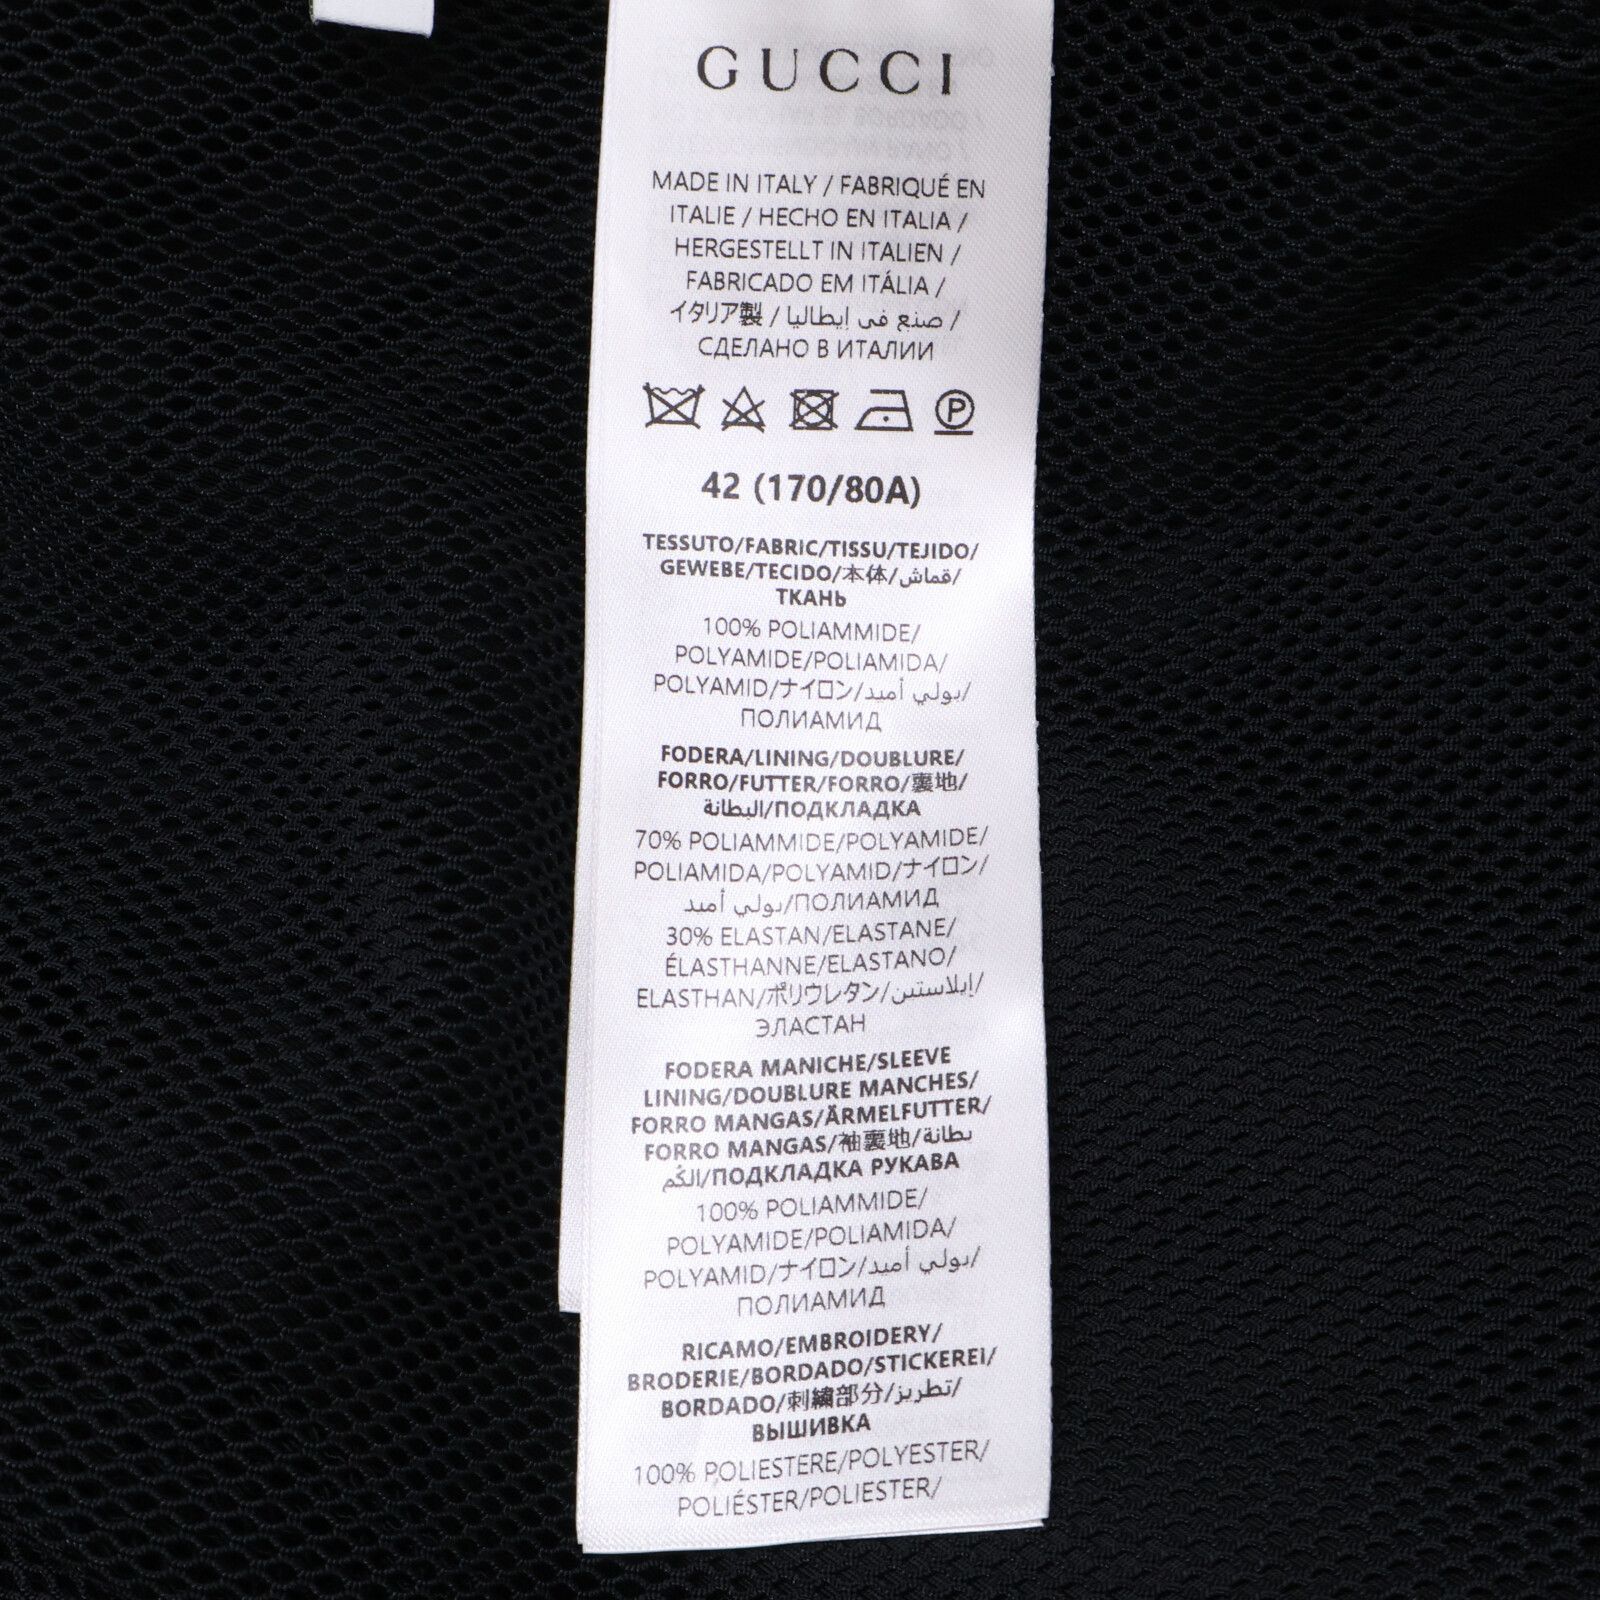 GUCCI
MADE IN ITALY / FABRIQUÉ EN
ITALIE / HECHO EN ITALIA /
HERGESTELLT IN ITALIEN /
FABRICADO EM ITÁLIA /
イタリア製 / صنع في إيطاليا /
СДЕЛАНО В ИТАЛИИ
P
42 (170/80A)
TESSUTO/FABRIC/TISSU/TEJIDO/
GEWEBE/TECIDO/本体/قماش/
ТКАНЬ
100% POLIAMMIDE/
POLYAMIDE/POLIAMIDA/
POLYAMID/ナイロン/بولي أميد/
ПОЛИАМИД
FODERA/LINING/DOUBLURE/
FORRO/FUTTER/FORRO/裏地/
البطانة/ПОДКЛАДКА
70% POLIAMMIDE/POLYAMIDE/
POLIAMIDA/POLYAMID/ナイロン/
بولي أميد/ПОЛИАМИД
30% ELASTAN/ELASTANE/
ÉLASTHANNE/ELASTANO/
ELASTHAN/ポリウレタン/إيلاستين/
ЭЛАСТАН
FODERA MANICHE/SLEEVE
LINING/DOUBLURE MANCHES/
FORRO MANGAS/ÄRMELFUTTER/
FORRO MANGAS/袖裏地/بطانة
الكُم/ПОДКЛАДКА РУКАВА
100% POLIAMMIDE/
POLYAMIDE/POLIAMIDA/
POLYAMID/ナイロン/بولي أميد/
ПОЛИАМИД
RICAMO/EMBROIDERY/
BRODERIE/BORDADO/STICKEREI/
BORDADO/刺繍部分/تطريز/
ВЫШИВКА
100% POLIESTERE/POLYESTER/
POLIÉSTER/POLIESTER/